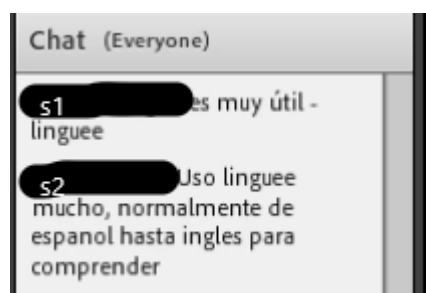 Chat (Everyone)
s1 es muy útil -
linguee
s2 Uso linguee
mucho, normalmente de
espanol hasta ingles para
comprender